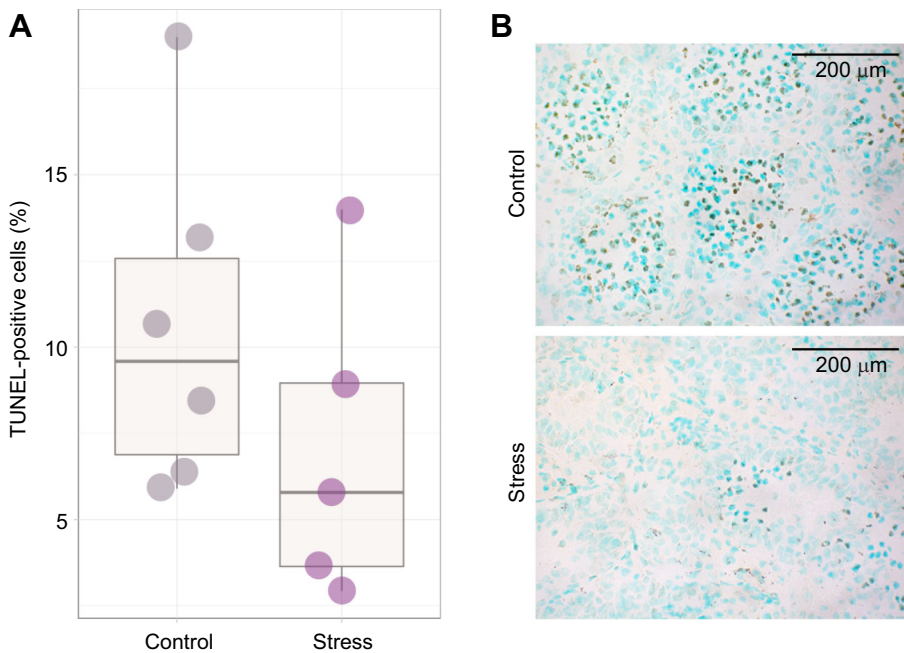 A
TUNEL-positive cells (%)
15
10
5
Control
Stress
B
Control
200 μm
Stress
200 μm